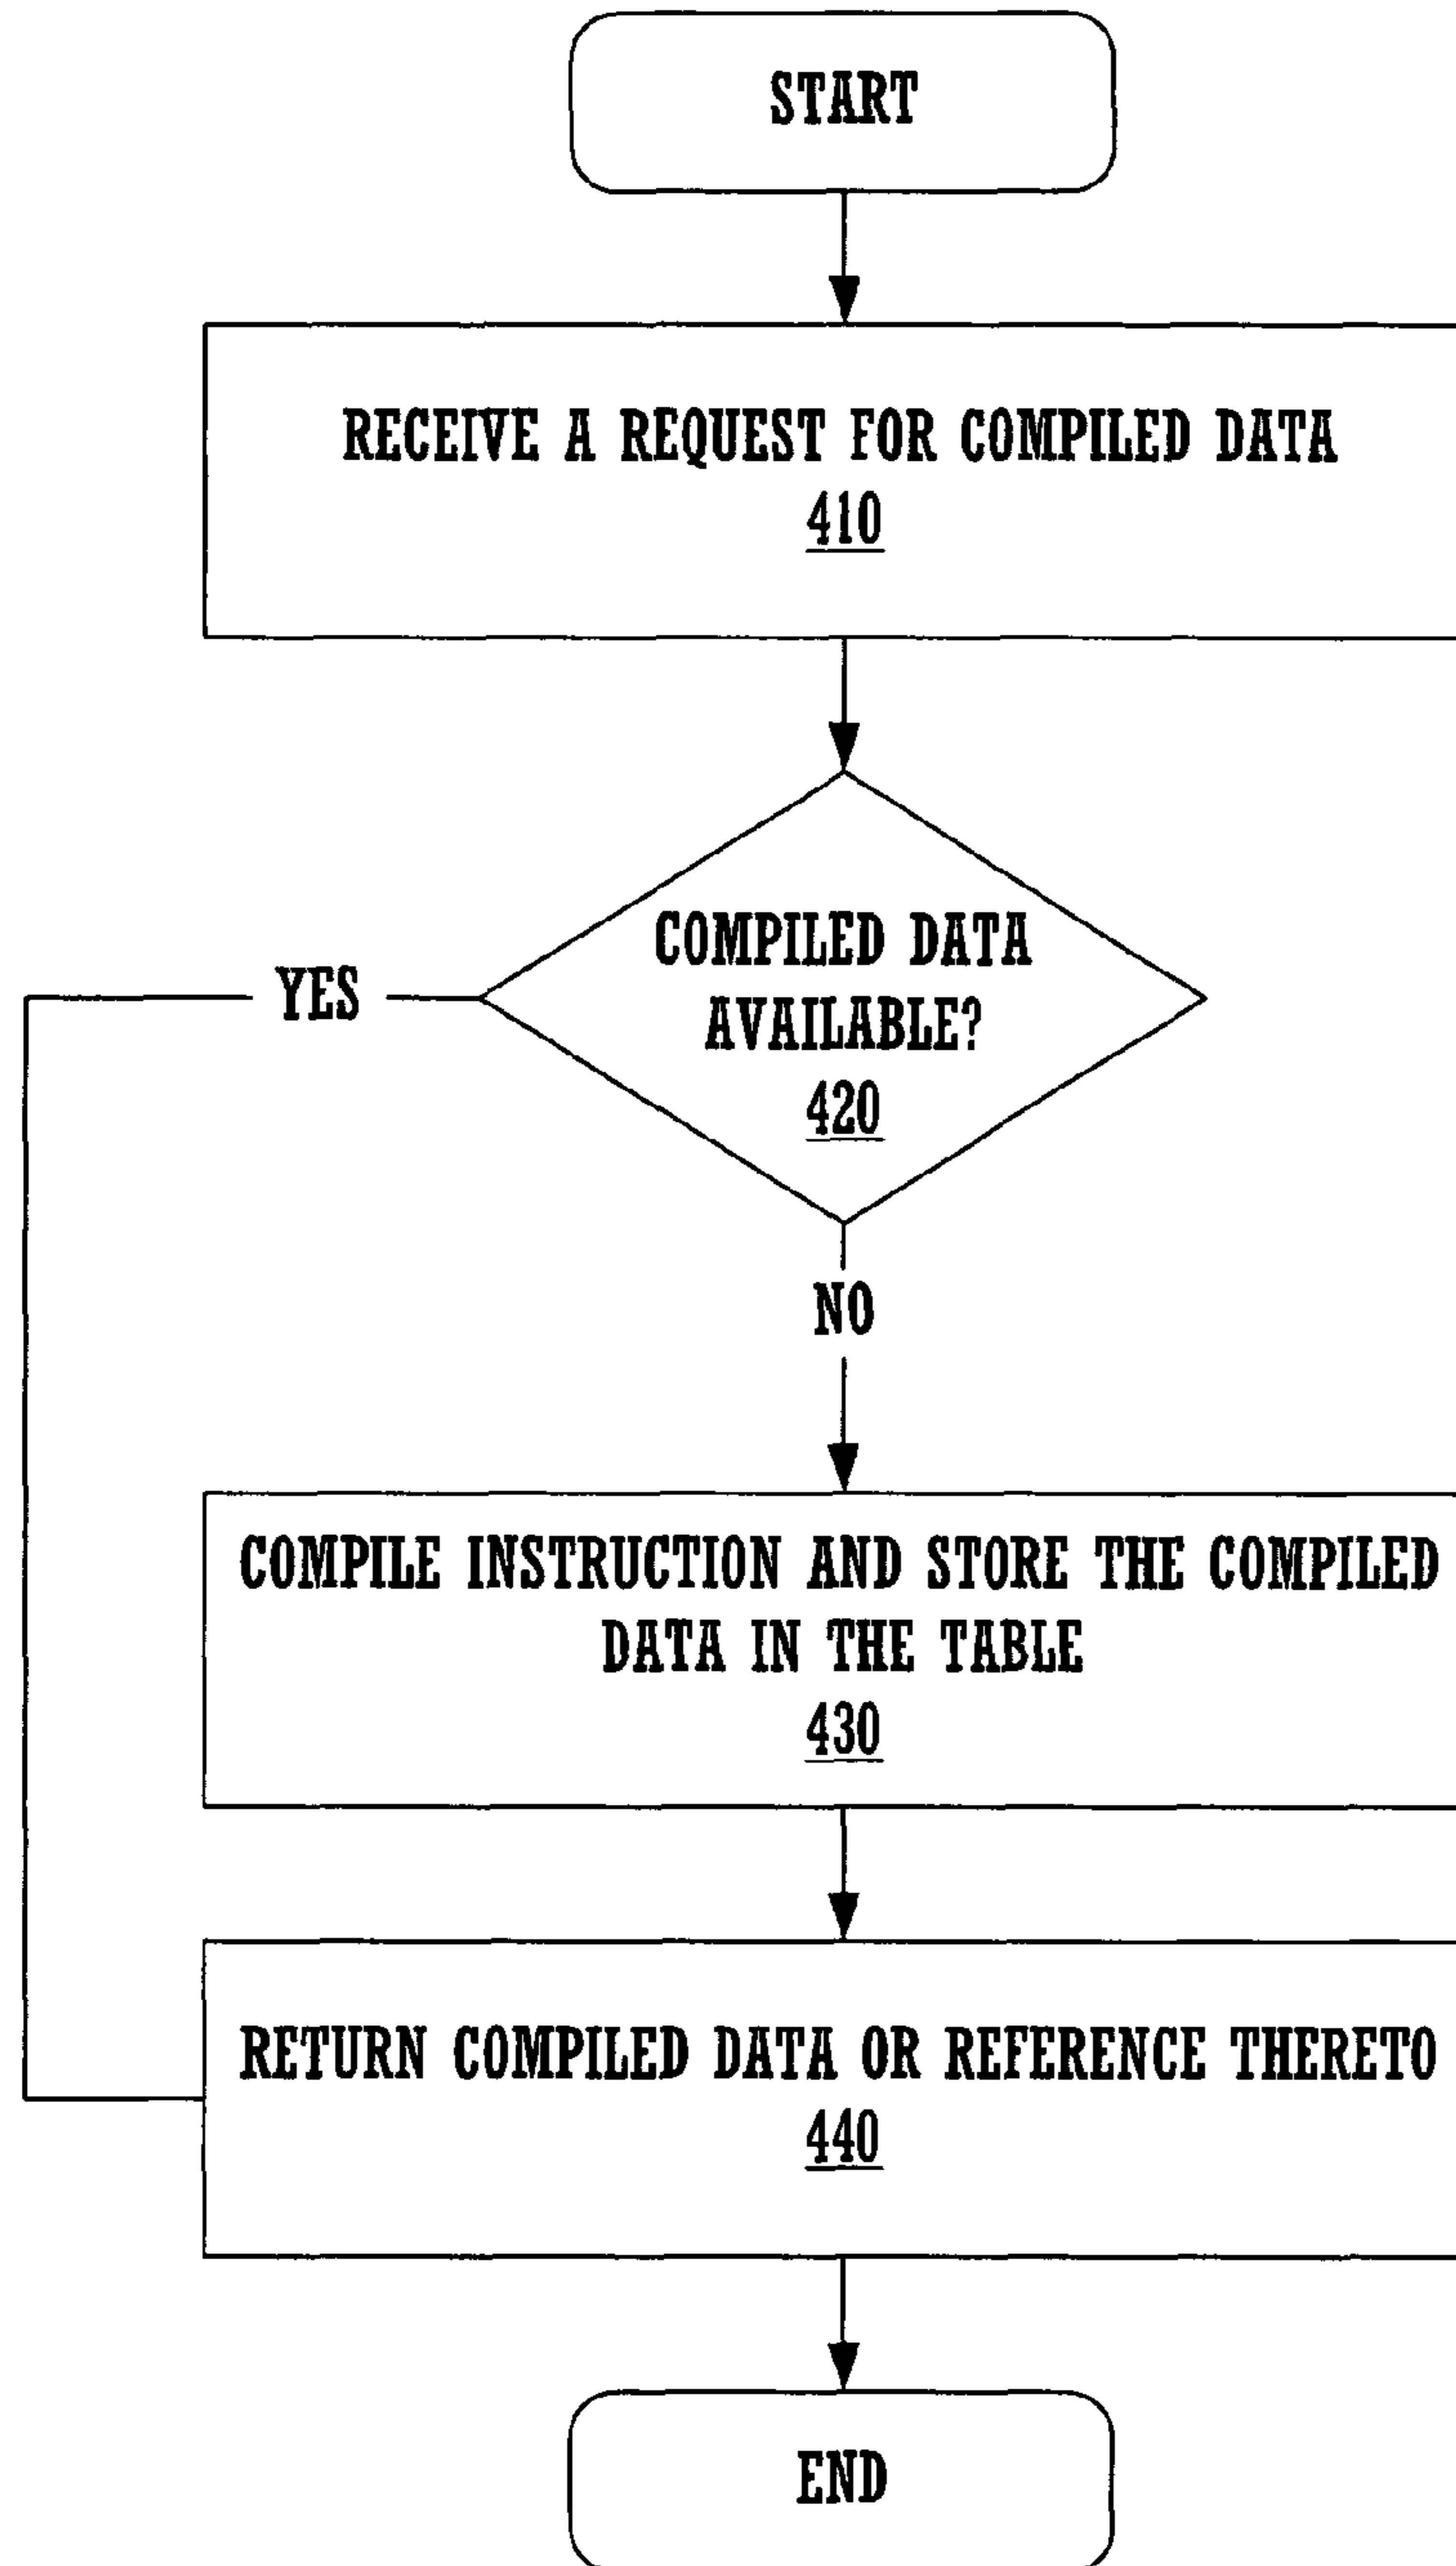 START
RECEIVE A REQUEST FOR COMPILED DATA
410
COMPILED DATA
AVAILABLE?
420
YES
NO
COMPILE INSTRUCTION AND STORE THE COMPILED
DATA IN THE TABLE
430
RETURN COMPILED DATA OR REFERENCE THERETO
440
END